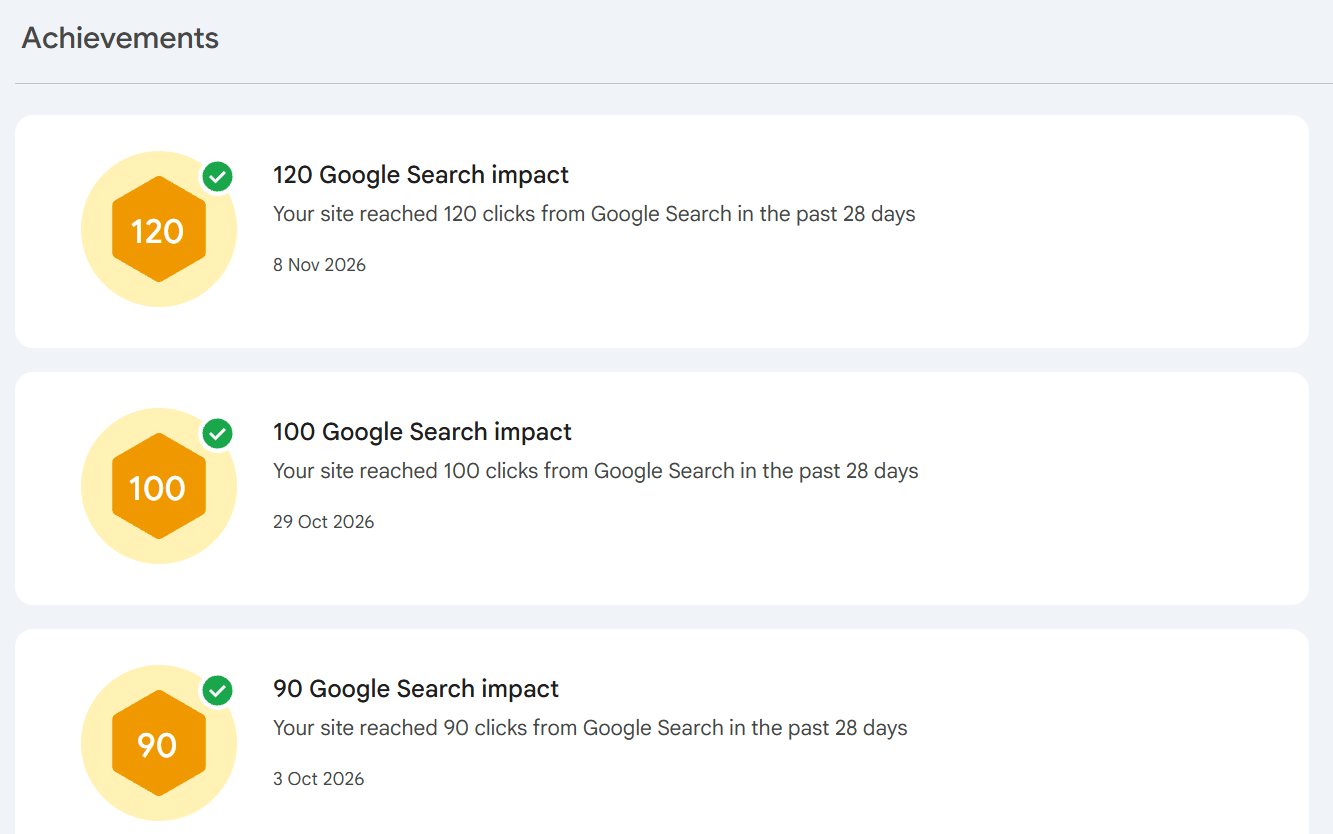 Achievements
120
120 Google Search impact
Your site reached 120 clicks from Google Search in the past 28 days
8 Nov 2026
100
100 Google Search impact
Your site reached 100 clicks from Google Search in the past 28 days
29 Oct 2026
90
90 Google Search impact
Your site reached 90 clicks from Google Search in the past 28 days
3 Oct 2026